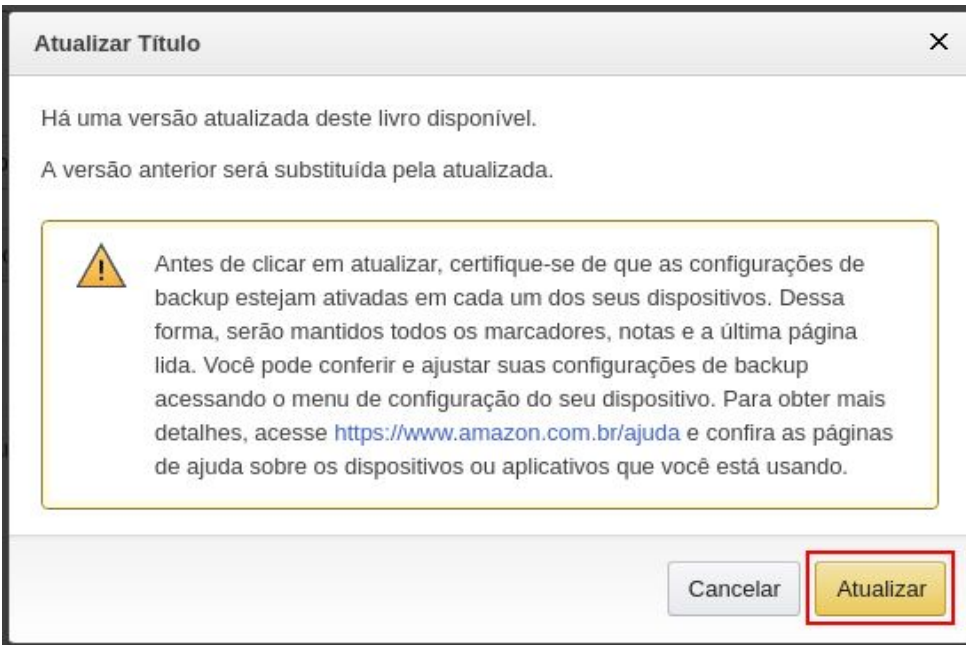 Atualizar Título
Há uma versão atualizada deste livro disponível.
A versão anterior será substituída pela atualizada.
Antes de clicar em atualizar, certifique-se de que as configurações de
backup estejam ativadas em cada um dos seus dispositivos. Dessa
forma, serão mantidos todos os marcadores, notas e a última página
lida. Você pode conferir e ajustar suas configurações de backup
acessando o menu de configuração do seu dispositivo. Para obter mais
detalhes, acesse https://www.amazon.com.br/ajuda e confira as páginas
de ajuda sobre os dispositivos ou aplicativos que você está usando.
Cancelar
Atualizar